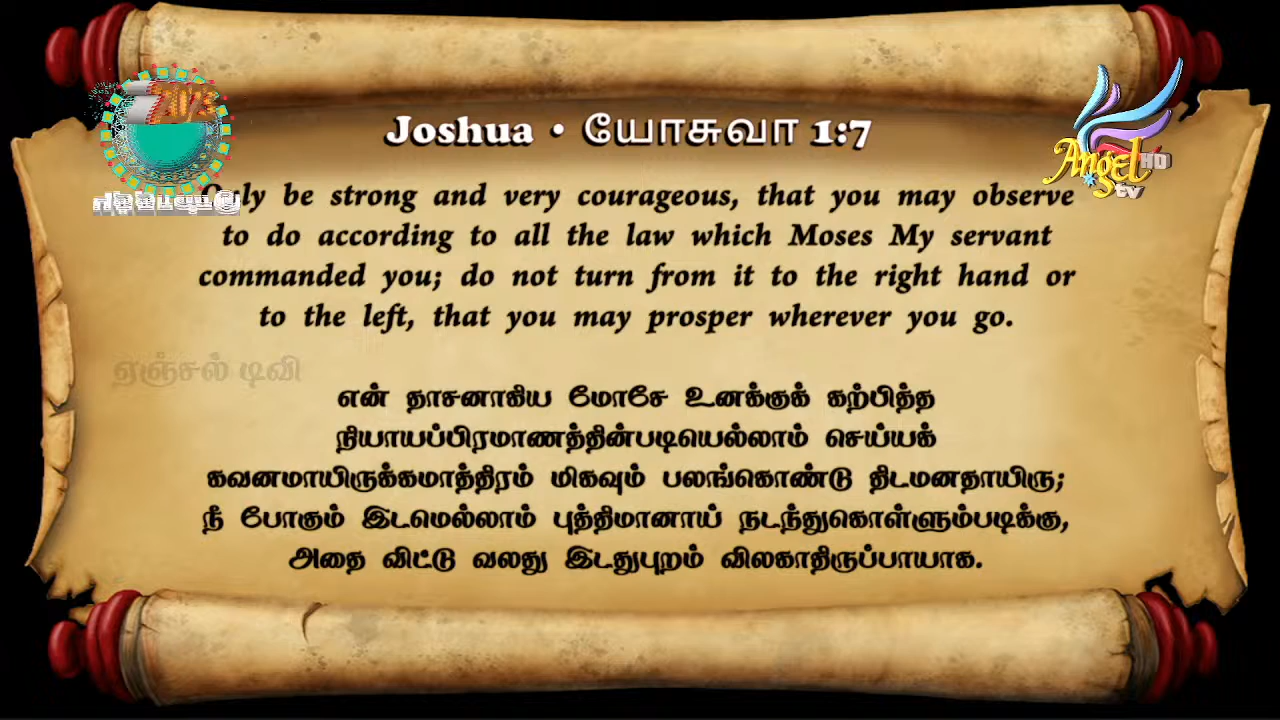 Joshua • யோசுவா 1:7
Only be strong and very courageous, that you may observe
to do according to all the law which Moses My servant
commanded you; do not turn from it to the right hand or
to the left, that you may prosper wherever you go.
ஏஞ்சல் டிவி
என் தாசனாகிய மோசே உனக்குக் கற்பித்த
நியாயப்பிரமாணத்தின்படியெல்லாம் செய்யக்
கவனமாயிருக்கமாத்திரம் மிகவும் பலங்கொண்டு திடமனதாயிரு;
நீ போகும் இடமெல்லாம் புத்திமானாய் நடந்துகொள்ளும்படிக்கு,
அதை விட்டு வலது இடதுபுறம் விலகாதிருப்பாயாக.
Angel HD
tv